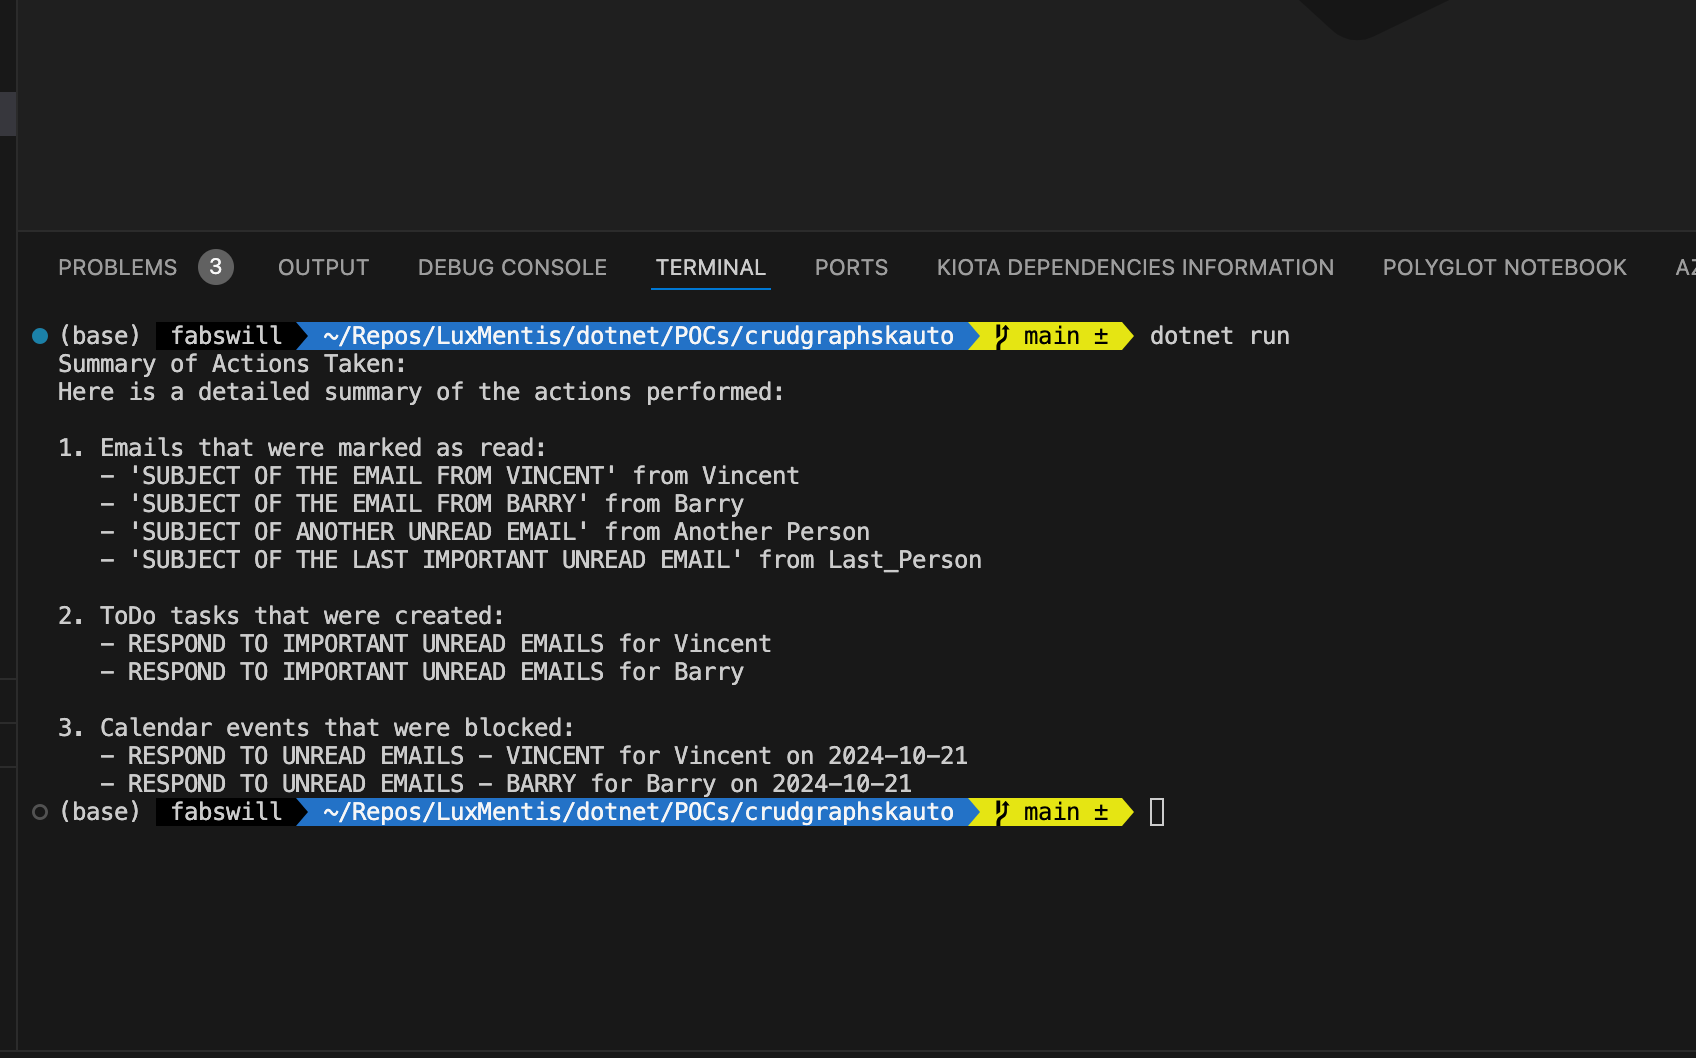 PROBLEMS 3 OUTPUT DEBUG CONSOLE TERMINAL PORTS KIOTA DEPENDENCIES INFORMATION POLYGLOT NOTEBOOK
(base) fabswill ~/Repos/LuxMentis/dotnet/POCs/crudgraphskauto main ± dotnet run
Summary of Actions Taken:
Here is a detailed summary of the actions performed:
1. Emails that were marked as read:
- 'SUBJECT OF THE EMAIL FROM VINCENT' from Vincent
- 'SUBJECT OF THE EMAIL FROM BARRY' from Barry
- 'SUBJECT OF ANOTHER UNREAD EMAIL' from Another Person
- 'SUBJECT OF THE LAST IMPORTANT UNREAD EMAIL' from Last_Person
2. ToDo tasks that were created:
- RESPOND TO IMPORTANT UNREAD EMAILS for Vincent
- RESPOND TO IMPORTANT UNREAD EMAILS for Barry
3. Calendar events that were blocked:
- RESPOND TO UNREAD EMAILS - VINCENT for Vincent on 2024-10-21
- RESPOND TO UNREAD EMAILS - BARRY for Barry on 2024-10-21
(base) fabswill ~/Repos/LuxMentis/dotnet/POCs/crudgraphskauto main ±